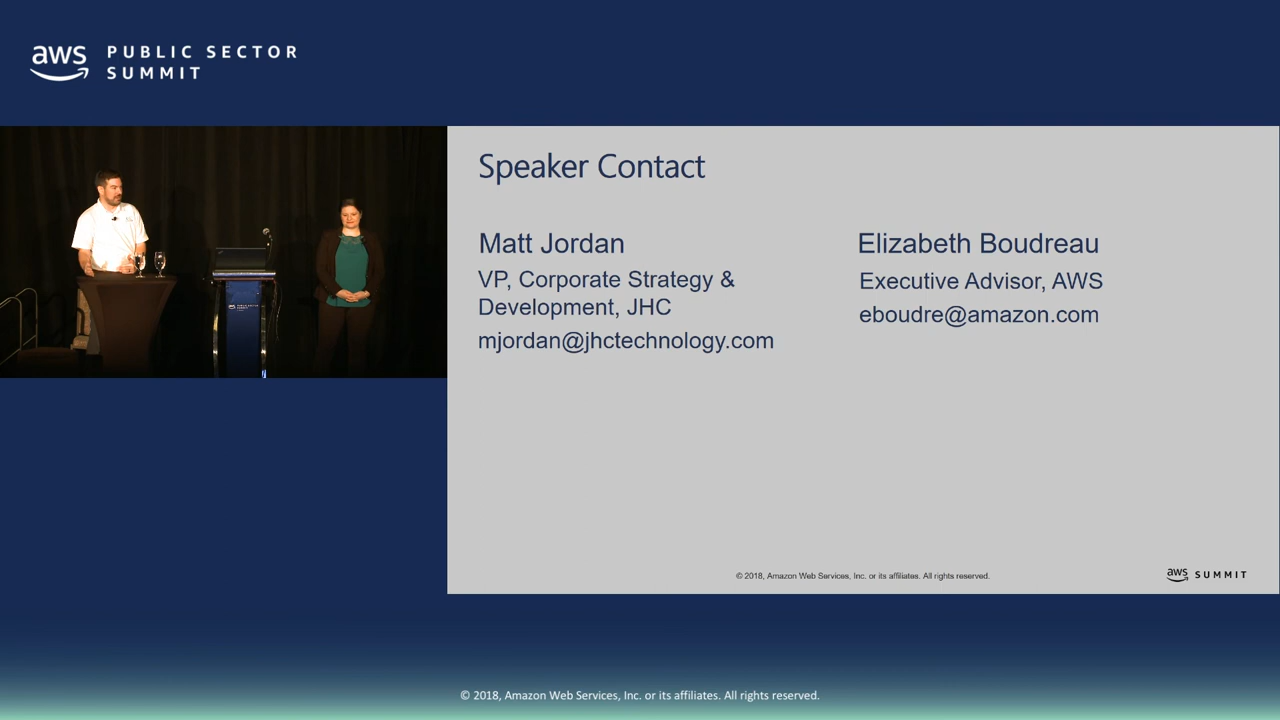 aws PUBLIC SECTOR
SUMMIT
Speaker Contact
Matt Jordan
VP, Corporate Strategy &
Development, JHC
mjordan@jhctechnology.com
Elizabeth Boudreau
Executive Advisor, AWS
eboudre@amazon.com
© 2018, Amazon Web Services, Inc. or its affiliates. All rights reserved.
aws SUMMIT
© 2018, Amazon Web Services, Inc. or its affiliates. All rights reserved.